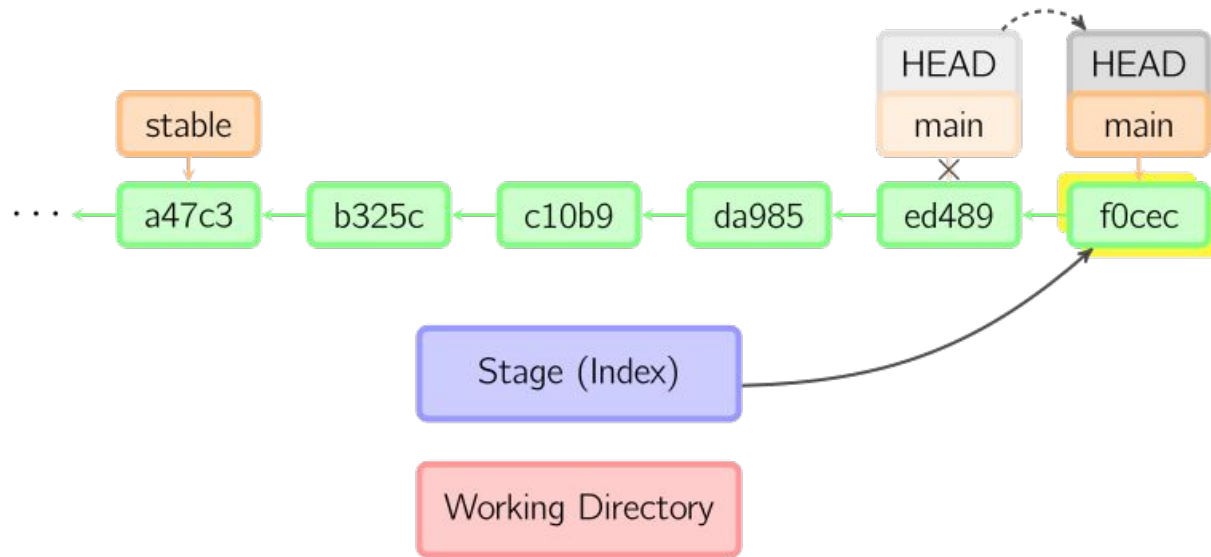 HEAD HEAD
stable main main
... a47c3 b325c c10b9 da985 ed489 f0cec
Stage (Index)
Working Directory